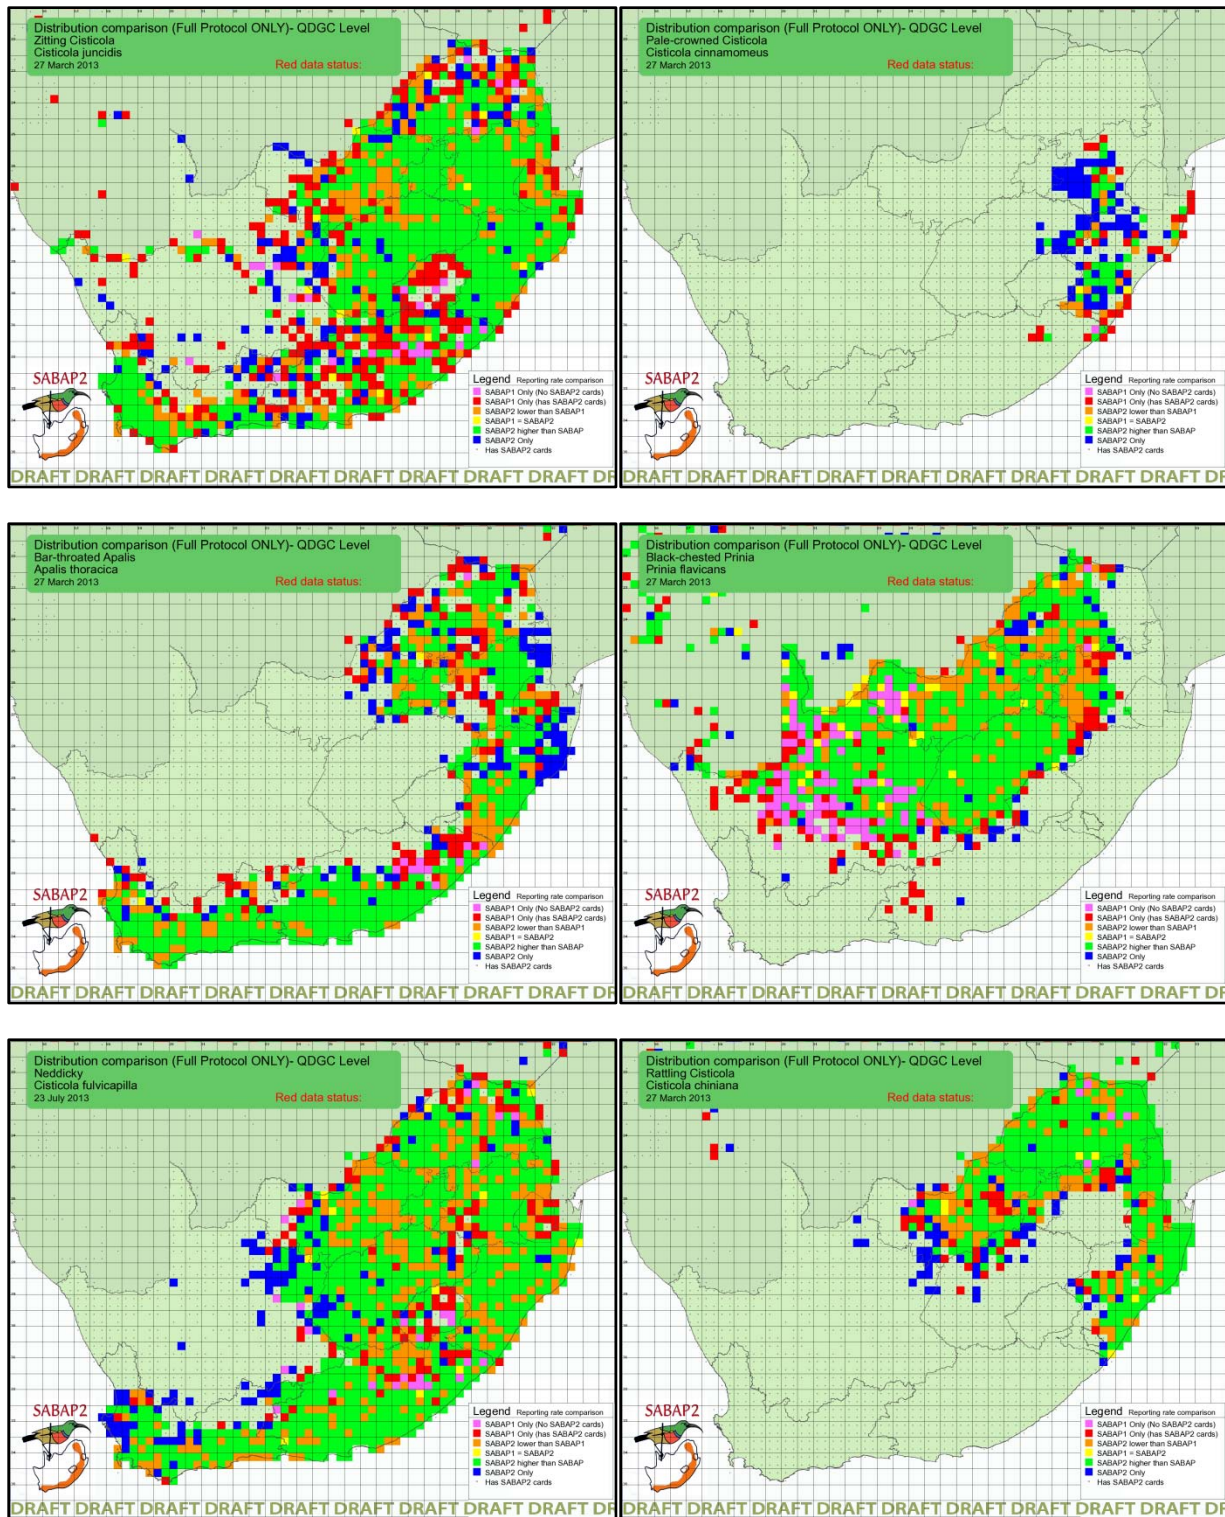 Distribution comparison (Full Protocol ONLY)- QDGC Level
Zitting Cisticola
Cisticola juncidis
27 March 2013 Red data status:
SABAP2
Legend Reporting rate comparison
SABAP1 Only (No SABAP2 cards)
SABAP1 Only (has SABAP2 cards)
SABAP2 lower than SABAP1
SABAP1 = SABAP2
SABAP2 higher than SABAP
SABAP2 Only
Has SABAP2 cards
DRAFT DRAFT DRAFT DRAFT DRAFT DRAFT DRAFT DRAFT DRAFT DR
Distribution comparison (Full Protocol ONLY)- QDGC Level
Pale-crowned Cisticola
Cisticola cinnamomeus
27 March 2013 Red data status:
SABAP2
Legend Reporting rate comparison
SABAP1 Only (No SABAP2 cards)
SABAP1 Only (has SABAP2 cards)
SABAP2 lower than SABAP1
SABAP1 = SABAP2
SABAP2 higher than SABAP
SABAP2 Only
Has SABAP2 cards
DRAFT DRAFT DRAFT DRAFT DRAFT DRAFT DRAFT DRAFT DRAFT DR
Distribution comparison (Full Protocol ONLY)- QDGC Level
Bar-throated Apalis
Apalis thoracica
27 March 2013 Red data status:
SABAP2
Legend Reporting rate comparison
SABAP1 Only (No SABAP2 cards)
SABAP1 Only (has SABAP2 cards)
SABAP2 lower than SABAP1
SABAP1 = SABAP2
SABAP2 higher than SABAP
SABAP2 Only
Has SABAP2 cards
DRAFT DRAFT DRAFT DRAFT DRAFT DRAFT DRAFT DRAFT DRAFT DR
Distribution comparison (Full Protocol ONLY)- QDGC Level
Black-chested Prinia
Prinia flavicans
27 March 2013 Red data status:
SABAP2
Legend Reporting rate comparison
SABAP1 Only (No SABAP2 cards)
SABAP1 Only (has SABAP2 cards)
SABAP2 lower than SABAP1
SABAP1 = SABAP2
SABAP2 higher than SABAP
SABAP2 Only
Has SABAP2 cards
DRAFT DRAFT DRAFT DRAFT DRAFT DRAFT DRAFT DRAFT DRAFT DR
Distribution comparison (Full Protocol ONLY)- QDGC Level
Neddicky
Cisticola fulvicapilla
23 July 2013 Red data status:
SABAP2
Legend Reporting rate comparison
SABAP1 Only (No SABAP2 cards)
SABAP1 Only (has SABAP2 cards)
SABAP2 lower than SABAP1
SABAP1 = SABAP2
SABAP2 higher than SABAP
SABAP2 Only
Has SABAP2 cards
DRAFT DRAFT DRAFT DRAFT DRAFT DRAFT DRAFT DRAFT DRAFT DR
Distribution comparison (Full Protocol ONLY)- QDGC Level
Rattling Cisticola
Cisticola chiniana
27 March 2013 Red data status:
SABAP2
Legend Reporting rate comparison
SABAP1 Only (No SABAP2 cards)
SABAP1 Only (has SABAP2 cards)
SABAP2 lower than SABAP1
SABAP1 = SABAP2
SABAP2 higher than SABAP
SABAP2 Only
Has SABAP2 cards
DRAFT DRAFT DRAFT DRAFT DRAFT DRAFT DRAFT DRAFT DRAFT DR